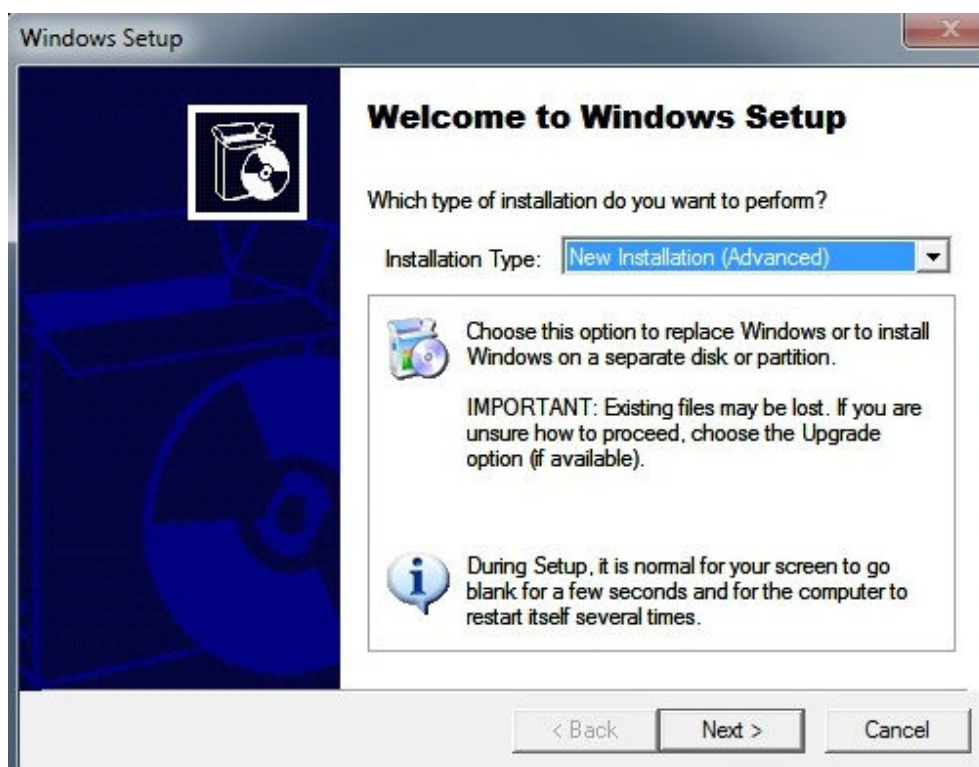 Windows Setup
Welcome to Windows Setup
Which type of installation do you want to perform?
Installation Type: New Installation (Advanced)
Choose this option to replace Windows or to install
Windows on a separate disk or partition.
IMPORTANT: Existing files may be lost. If you are
unsure how to proceed, choose the Upgrade
option (if available).
During Setup, it is normal for your screen to go
blank for a few seconds and for the computer to
restart itself several times.
< Back Next > Cancel